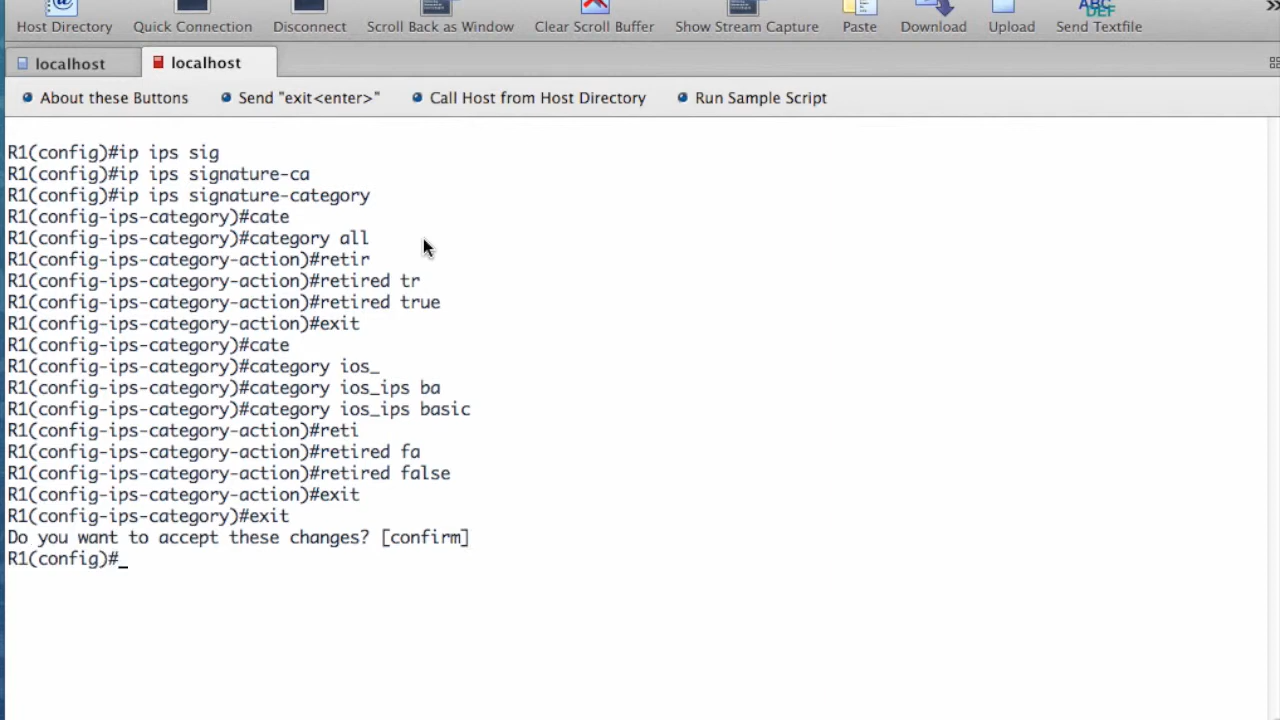 Host Directory Quick Connection Disconnect Scroll Back as Window Clear Scroll Buffer Show Stream Capture Paste Download Upload Send Textfile
localhost localhost
About these Buttons Send "exit<enter>" Call Host from Host Directory Run Sample Script
R1(config)#ip ips sig
R1(config)#ip ips signature-ca
R1(config)#ip ips signature-category
R1(config-ips-category)#cate
R1(config-ips-category)#category all
R1(config-ips-category-action)#retir
R1(config-ips-category-action)#retired tr
R1(config-ips-category-action)#retired true
R1(config-ips-category-action)#exit
R1(config-ips-category)#cate
R1(config-ips-category)#category ios_
R1(config-ips-category)#category ios_ips ba
R1(config-ips-category)#category ios_ips basic
R1(config-ips-category-action)#reti
R1(config-ips-category-action)#retired fa
R1(config-ips-category-action)#retired false
R1(config-ips-category-action)#exit
R1(config-ips-category)#exit
Do you want to accept these changes? [confirm]
R1(config)#_